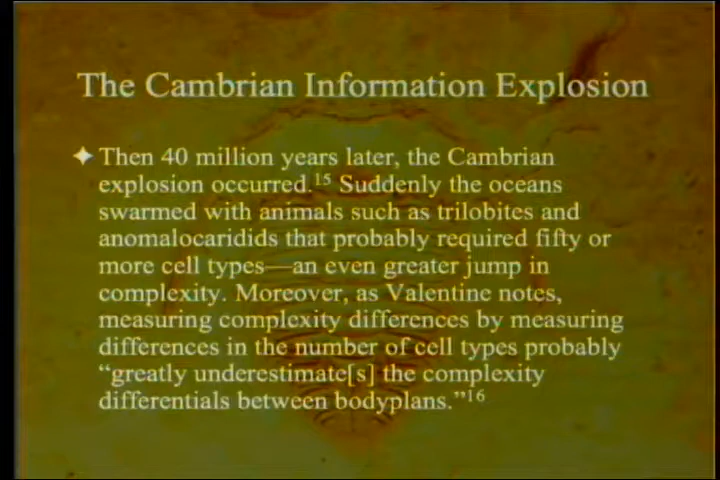 The Cambrian Information Explosion
Then 40 million years later, the Cambrian
explosion occurred.15 Suddenly the oceans
swarmed with animals such as trilobites and
anomalocaridids that probably required fifty or
more cell types—an even greater jump in
complexity. Moreover, as Valentine notes,
measuring complexity differences by measuring
differences in the number of cell types probably
“greatly underestimate[s] the complexity
differentials between bodyplans.”16